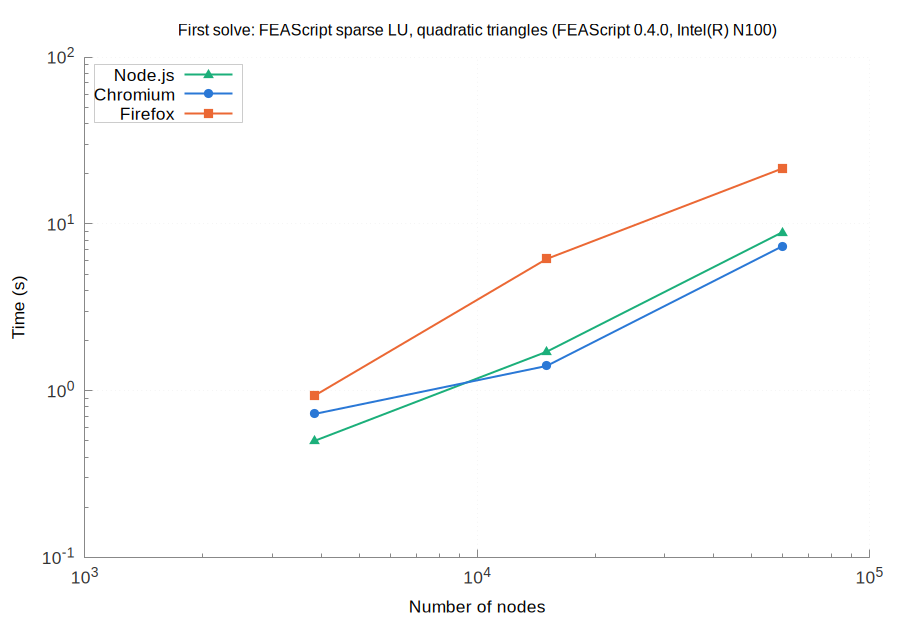 First solve: FEAScript sparse LU, quadratic triangles (FEAScript 0.4.0, Intel(R) N100)
10²
Node.js
Chromium
Firefox
10¹
Time (s)
10⁰
10⁻¹
10³ 10⁴ 10⁵
Number of nodes